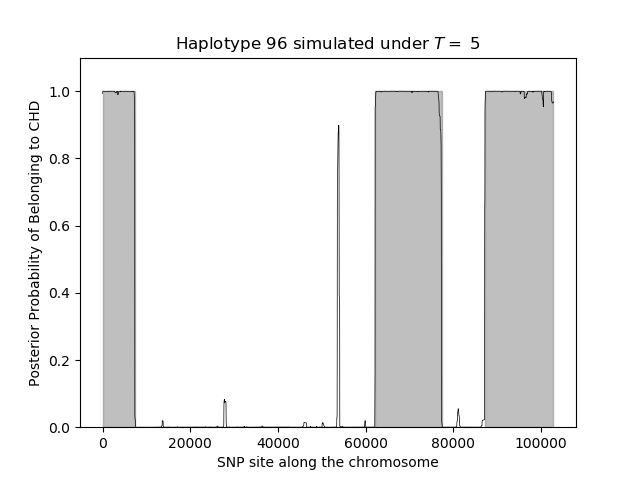 Haplotype 96 simulated under T = 5
Posterior Probability of Belonging to CHD
1.0
0.8
0.6
0.4
0.2
0.0
0 20000 40000 60000 80000 100000
SNP site along the chromosome